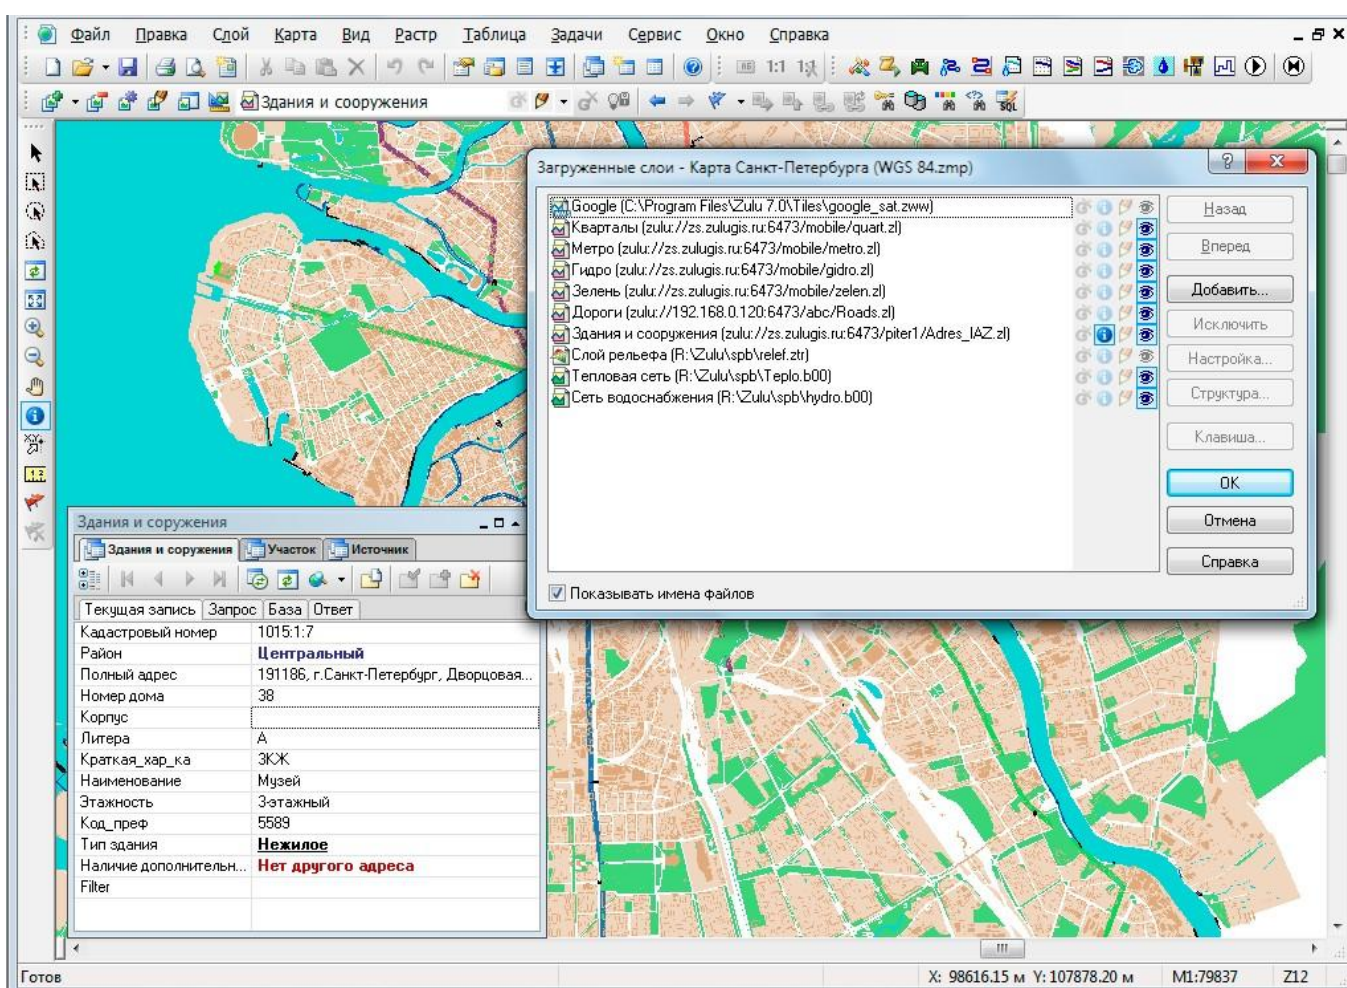 Файл Правка Слой Карта Вид Растр Таблица Задачи Сервис Окно Справка
1:1
Здания и сооружения
SQL
Загруженные слои - Карта Санкт-Петербурга (WGS 84.zmp)
Google (C:\Program Files\Zulu 7.0\Tiles\google_sat.zww)
Кварталы (zulu://zs.zulugis.ru:6473/mobile/quart.zl)
Метро (zulu://zs.zulugis.ru:6473/mobile/metro.zl)
Гидро (zulu://zs.zulugis.ru:6473/mobile/gidro.zl)
Зелень (zulu://zs.zulugis.ru:6473/mobile/zelen.zl)
Дороги (zulu://192.168.0.120:6473/abc/Roads.zl)
Здания и сооружения (zulu://zs.zulugis.ru:6473/piter1/Adres_IAZ.zl)
Слой рельефа (R:\Zulu\spb\relef.ztr)
Тепловая сеть (R:\Zulu\spb\Teplo.b00)
Сеть водоснабжения (R:\Zulu\spb\hydro.b00)
Назад
Вперед
Добавить...
Исключить
Настройка...
Структура...
Клавиша...
OK
Отмена
Справка
Показывать имена файлов
Здания и соружения
Здания и соружения Участок Источник
Текущая запись Запрос База Ответ
Кадастровый номер 1015:1:7
Район Центральный
Полный адрес 191186, г.Санкт-Петербург, Дворцовая...
Номер дома 38
Корпус
Литера А
Краткая_хар_ка ЗКЖ
Наименование Музей
Этажность 3-этажный
Код_преф 5589
Тип здания Нежилое
Наличие дополнительн... Нет другого адреса
Filter
Готов X: 98616.15 м Y: 107878.20 м М1:79837 Z12